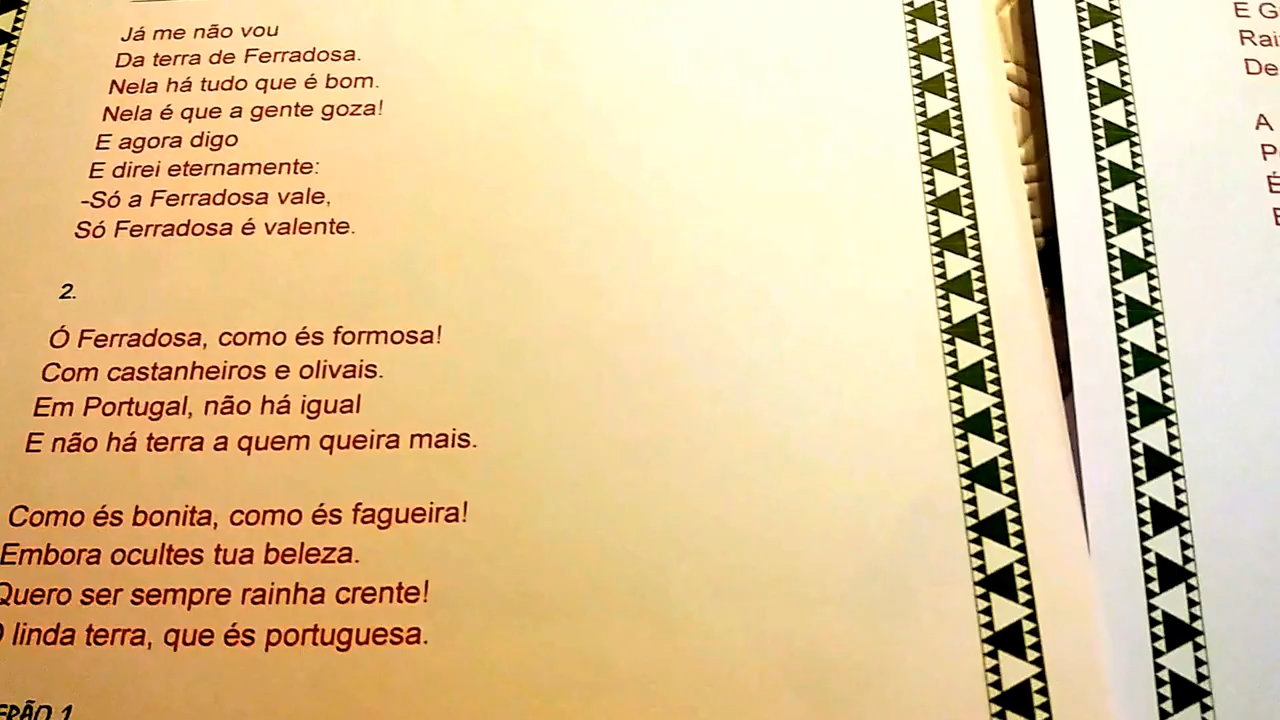 Já me não vou
Da terra de Ferradosa.
Nela há tudo que é bom.
Nela é que a gente goza!
E agora digo
E direi eternamente:
-Só a Ferradosa vale,
Só Ferradosa é valente.
2.
Ó Ferradosa, como és formosa!
Com castanheiros e olivais.
Em Portugal, não há igual
E não há terra a quem queira mais.
Como és bonita, como és fagueira!
Embora ocultes tua beleza.
Quero ser sempre rainha crente!
linda terra, que és portuguesa.
1
E
De
A
É